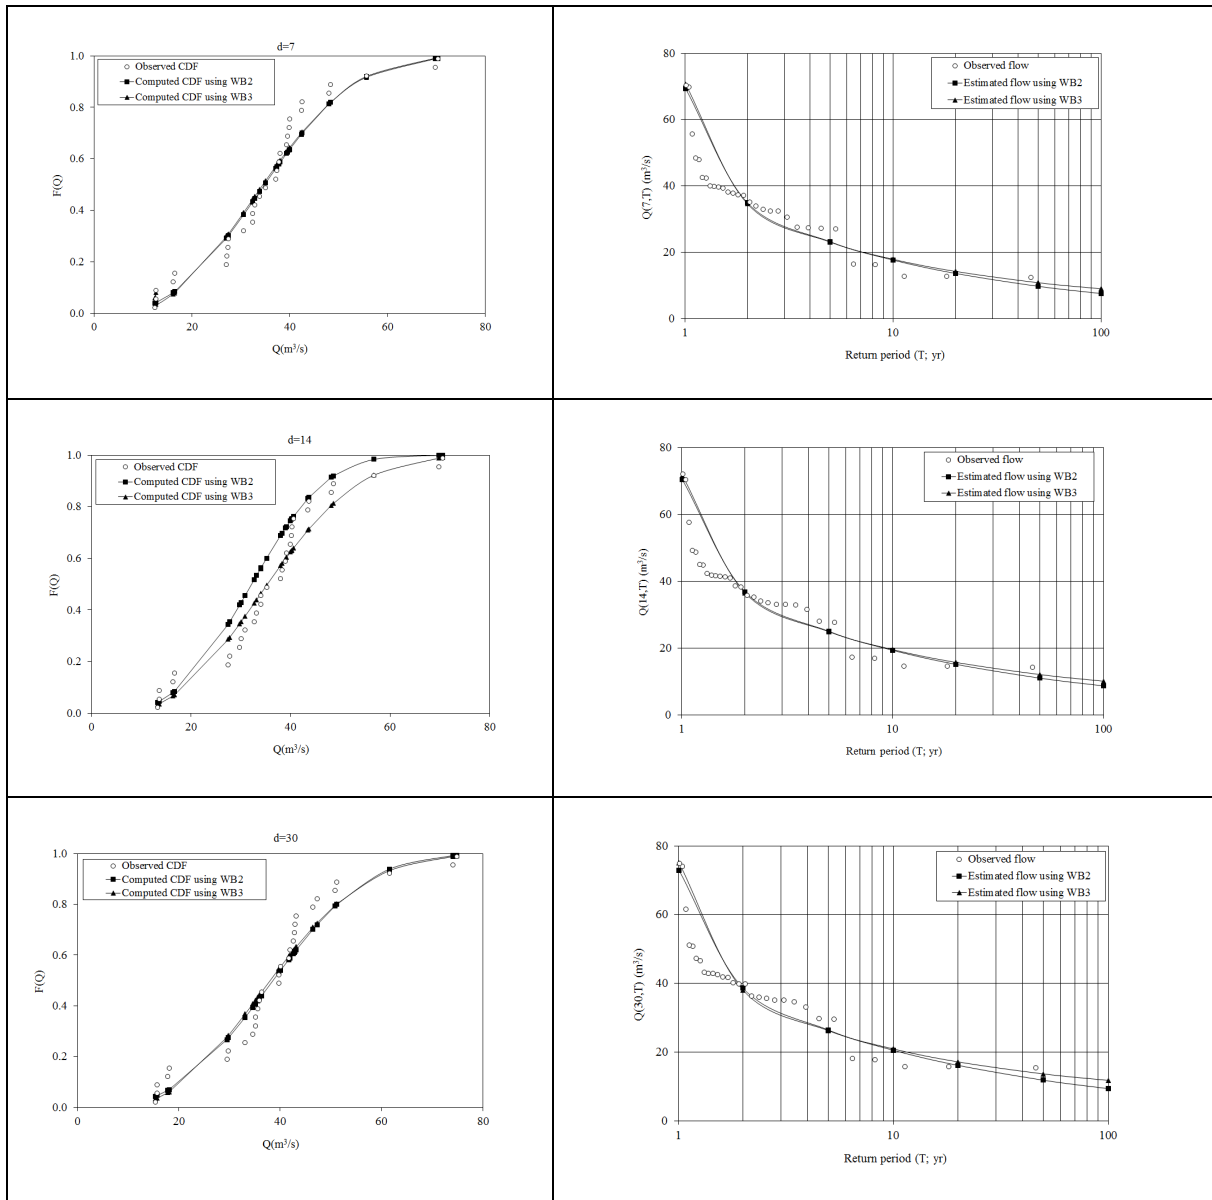 d=7
1.0
0.8
0.6
0.4
0.2
0.0
F(Q)
Observed CDF
Computed CDF using WB2
Computed CDF using WB3
0 20 40 60 80
Q(m³/s)
80
60
40
20
0
Q(7,T) (m³/s)
Observed flow
Estimated flow using WB2
Estimated flow using WB3
1 10 100
Return period (T; yr)
d=14
1.0
0.8
0.6
0.4
0.2
0.0
F(Q)
Observed CDF
Computed CDF using WB2
Computed CDF using WB3
0 20 40 60 80
Q(m³/s)
80
60
40
20
0
Q(14,T) (m³/s)
Observed flow
Estimated flow using WB2
Estimated flow using WB3
1 10 100
Return period (T; yr)
d=30
1.0
0.8
0.6
0.4
0.2
0.0
F(Q)
Observed CDF
Computed CDF using WB2
Computed CDF using WB3
0 20 40 60 80
Q(m³/s)
80
60
40
20
0
Q(30,T) (m³/s)
Observed flow
Estimated flow using WB2
Estimated flow using WB3
1 10 100
Return period (T; yr)